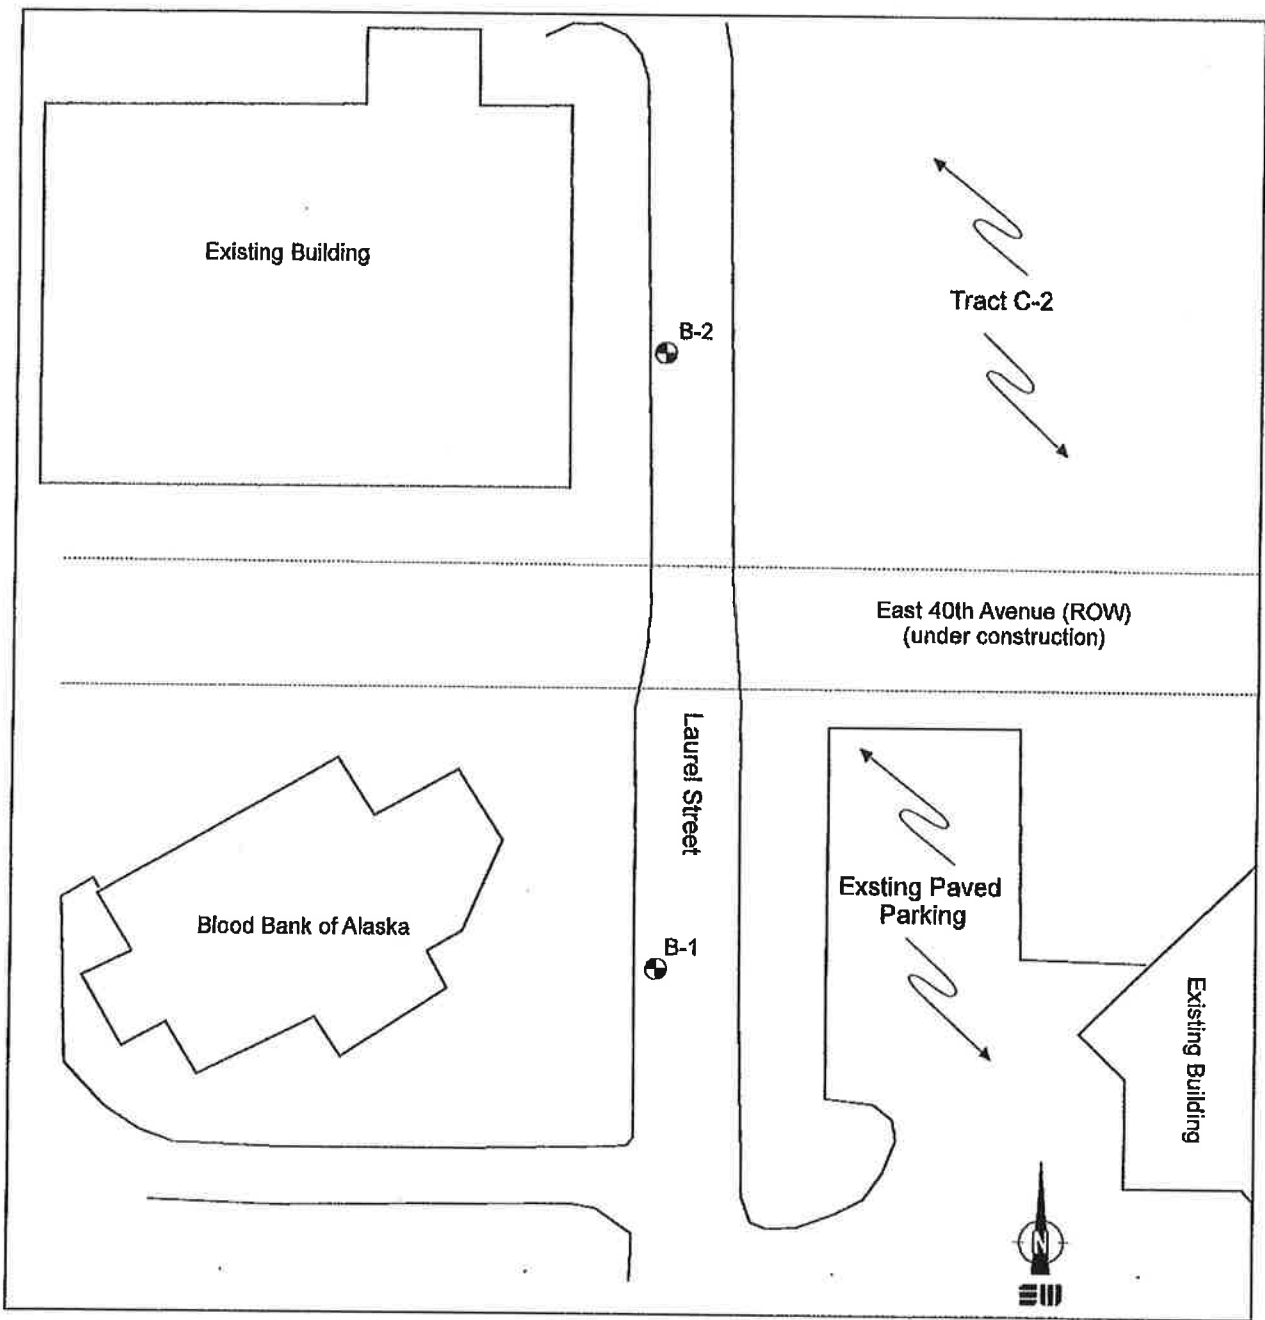 Existing Building
B-2
Tract C-2
East 40th Avenue (ROW)
(under construction)
Laurel Street
Exsting Paved
Parking
Blood Bank of Alaska
B-1
Existing Building
N